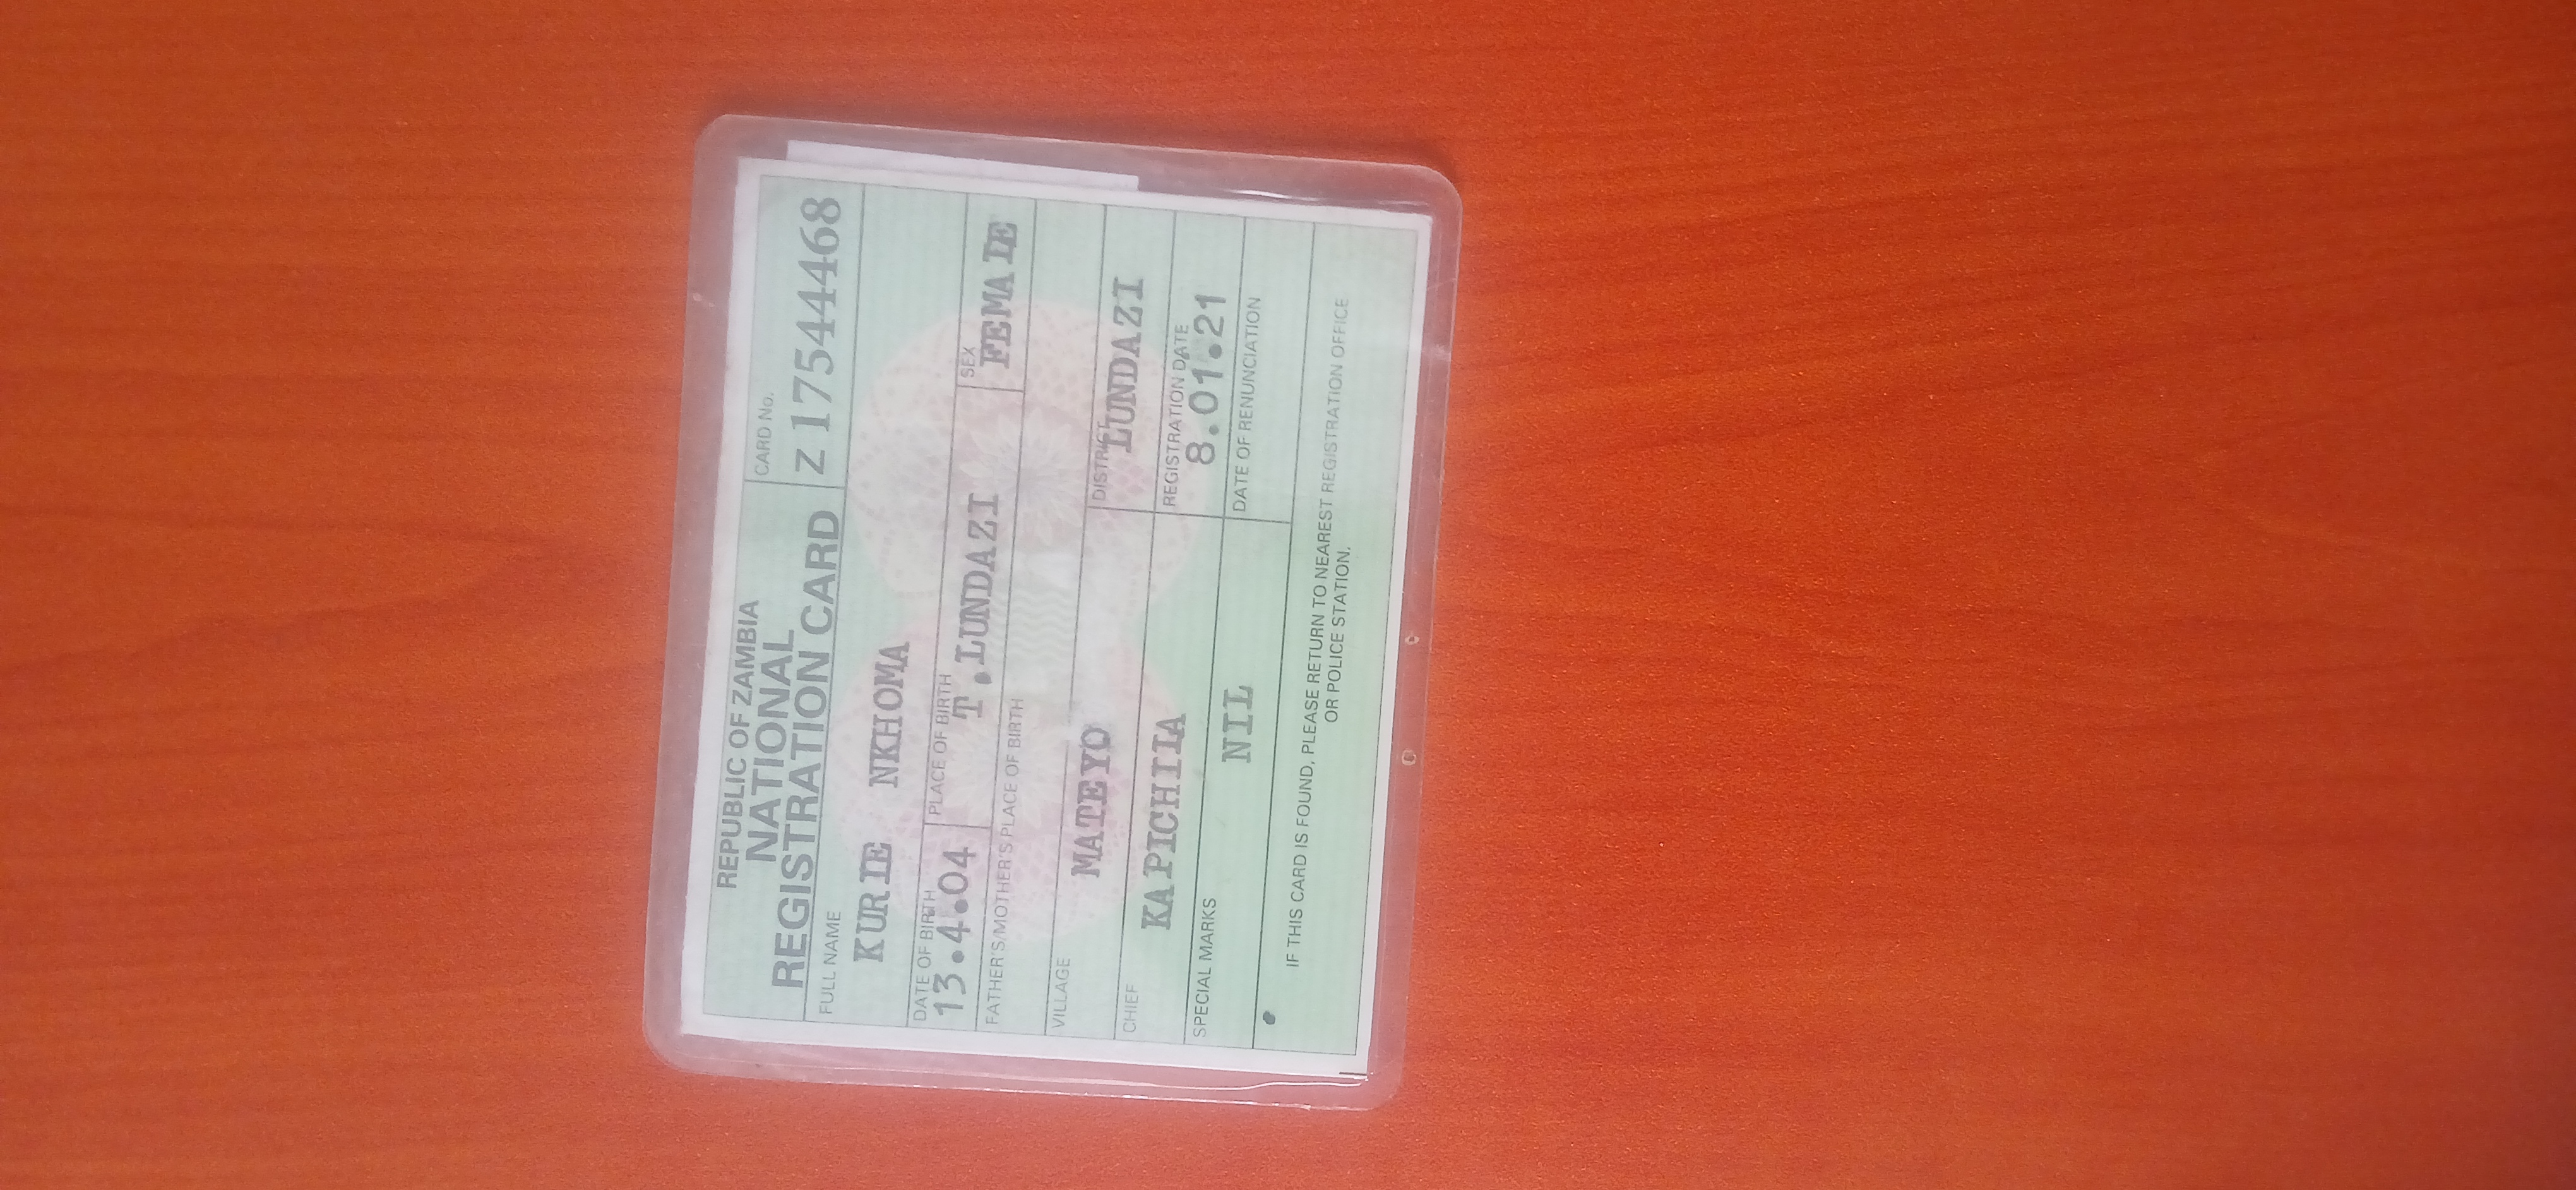 REPUBLIC OF ZAMBIA
NATIONAL
REGISTRATION CARD
CARD No.
Z 17544468
FULL NAME
KURIE NKHOMA
DATE OF BIRTH
13.4.04
PLACE OF BIRTH
T.LUNDAZI
SEX
FEMALE
FATHER'S/MOTHER'S PLACE OF BIRTH
VILLAGE
MATEYO
DISTRICT
LUNDAZI
CHIEF
KAPICHILA
REGISTRATION DATE
8.01.21
SPECIAL MARKS
NIL
DATE OF RENUNCIATION
IF THIS CARD IS FOUND, PLEASE RETURN TO NEAREST REGISTRATION OFFICE
OR POLICE STATION.